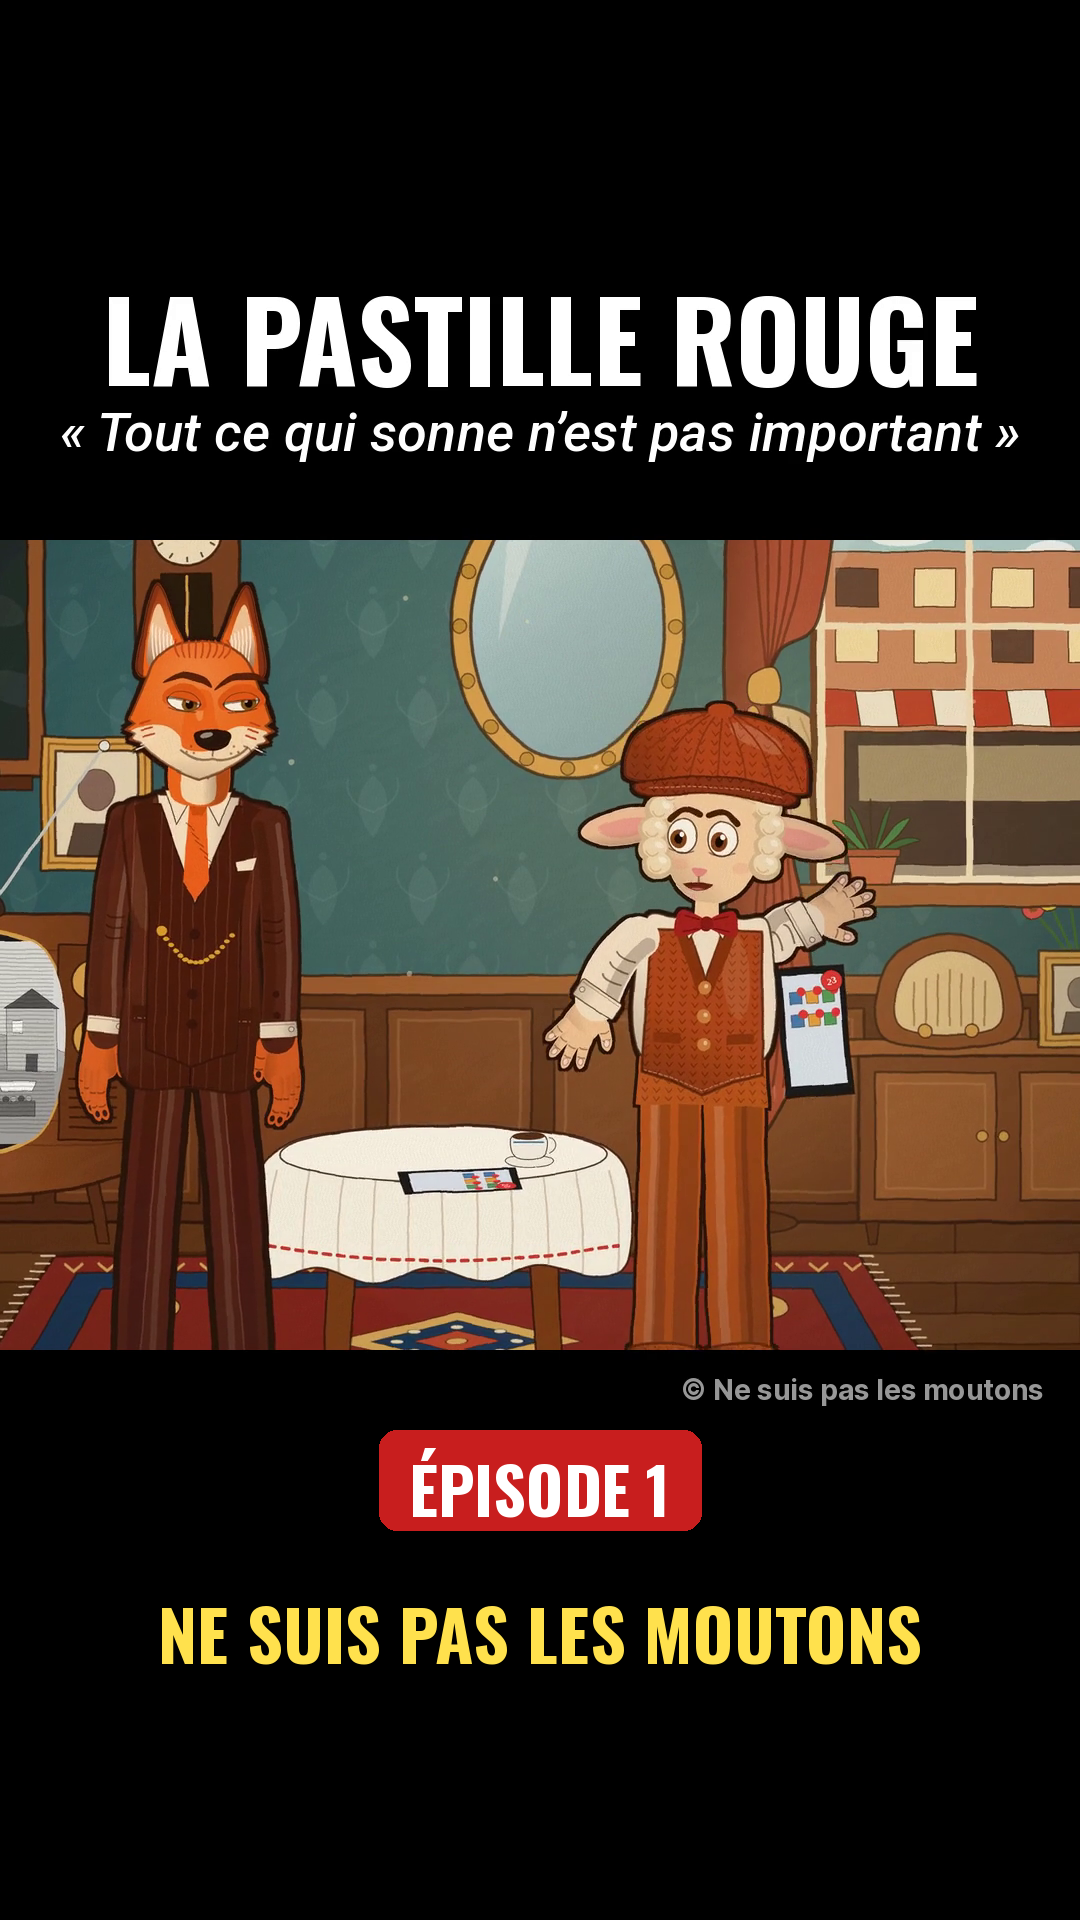 LA PASTILLE ROUGE
« Tout ce qui sonne n’est pas important »
23
© Ne suis pas les moutons
ÉPISODE 1
NE SUIS PAS LES MOUTONS